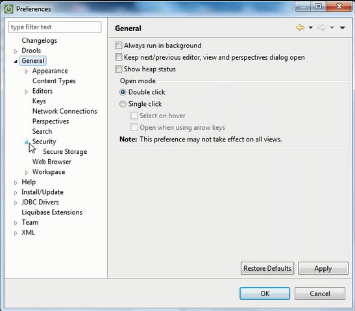 Preferences
type filter text
Changelogs
Drools
General
Appearance
Content Types
Editors
Keys
Network Connections
Perspectives
Search
Security
Secure Storage
Web Browser
Workspace
Help
Install/Update
JDBC Drivers
Liquibase Extensions
Team
XML
General
Always run in background
Keep next/previous editor, view and perspectives dialog open
Show heap status
Open mode
Double click
Single click
Select on hover
Open when using arrow keys
Note: This preference may not take effect on all views.
Restore Defaults
Apply
OK
Cancel